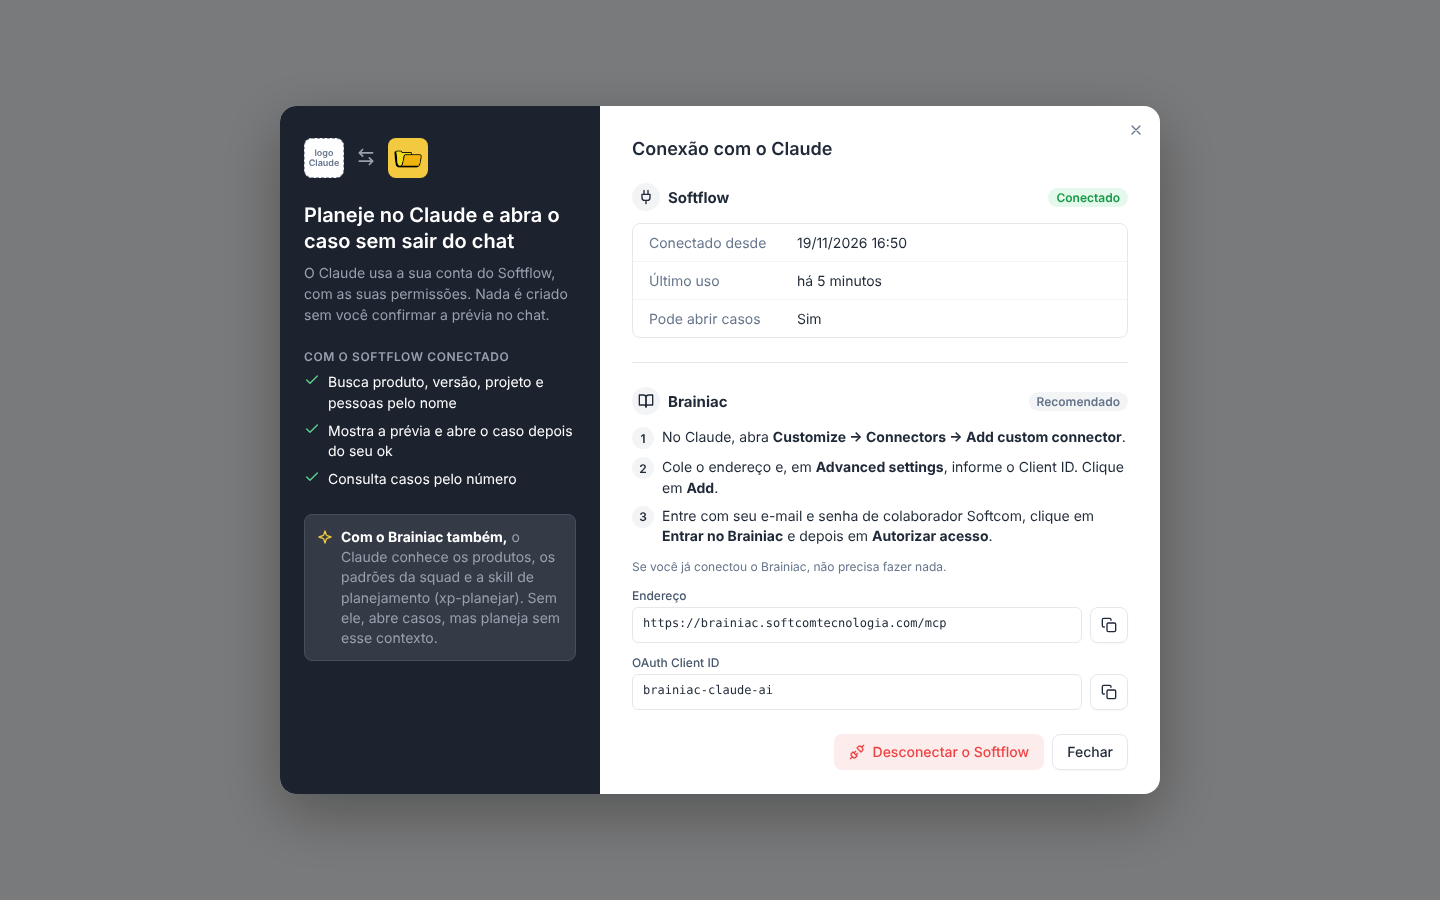 logo
Claude
Planeje no Claude e abra o
caso sem sair do chat
O Claude usa a sua conta do Softflow,
com as suas permissões. Nada é criado
sem você confirmar a prévia no chat.
COM O SOFTFLOW CONECTADO
Busca produto, versão, projeto e
pessoas pelo nome
Mostra a prévia e abre o caso depois
do seu ok
Consulta casos pelo número
Com o Brainiac também, o
Claude conhece os produtos, os
padrões da squad e a skill de
planejamento (xp-planejar). Sem
ele, abre casos, mas planeja sem
esse contexto.
Conexão com o Claude
Softflow Conectado
Conectado desde 19/11/2026 16:50
Último uso há 5 minutos
Pode abrir casos Sim
Brainiac Recomendado
1 No Claude, abra Customize → Connectors → Add custom connector.
2 Cole o endereço e, em Advanced settings, informe o Client ID. Clique
em Add.
3 Entre com seu e-mail e senha de colaborador Softcom, clique em
Entrar no Brainiac e depois em Autorizar acesso.
Se você já conectou o Brainiac, não precisa fazer nada.
Endereço
https://brainiac.softcomtecnologia.com/mcp
OAuth Client ID
brainiac-claude-ai
Desconectar o Softflow Fechar